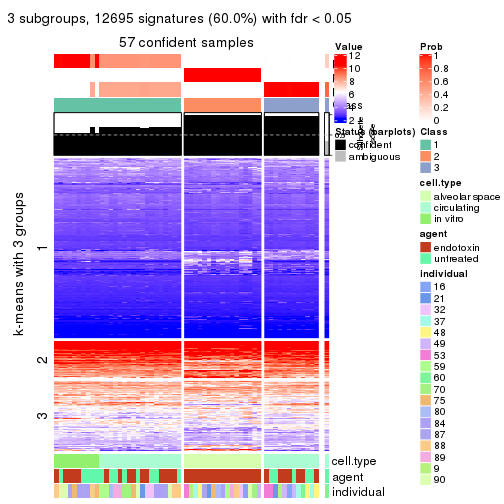 3 subgroups, 12695 signatures (60.0%) with fdr < 0.05
57 confident samples
k-means with 3 groups
1
2
3
cell.type
agent
individual
Value
12
10
8
6
4
2
Status (barplots)
confident
ambiguous
Prob
1
0.8
0.6
0.4
0.2
0
Class
1
2
3
cell.type
alveolar space
circulating
in vitro
agent
endotoxin
untreated
individual
16
21
32
37
48
49
53
59
60
70
75
80
84
87
88
89
9
90